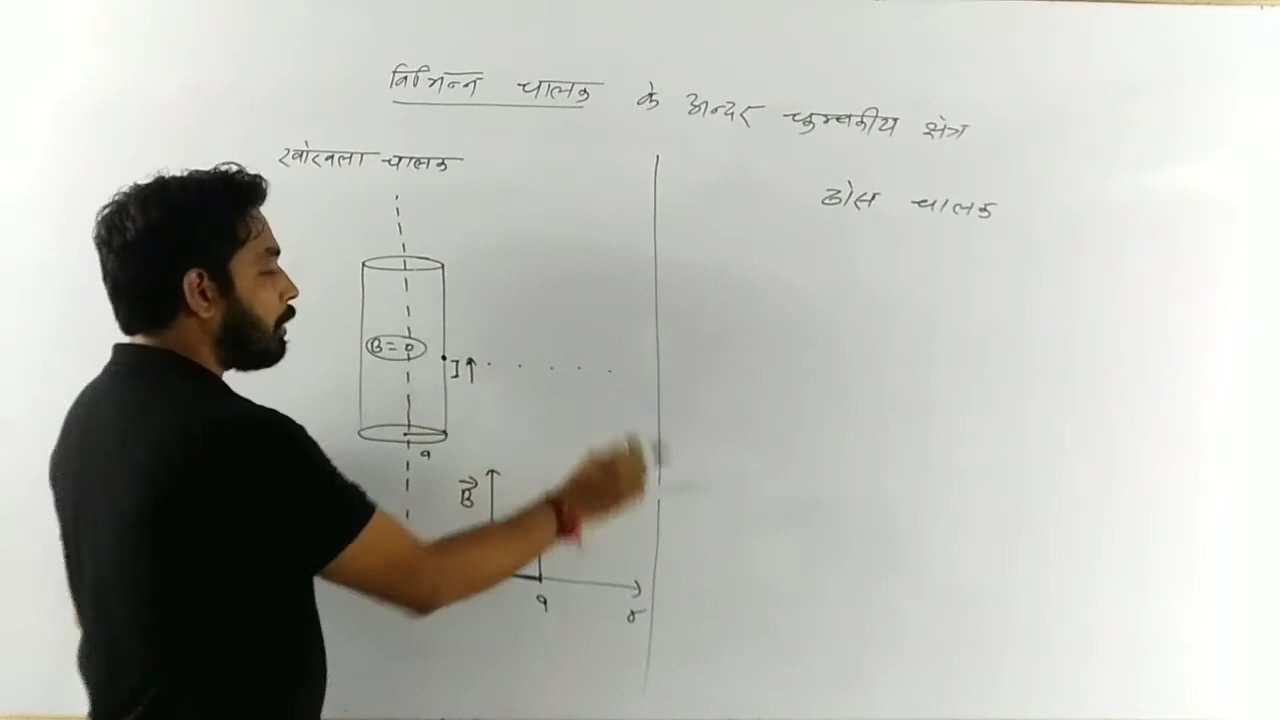 विभिन्न चालक के अन्दर चुम्बकीय क्षेत्र
खोखला चालक
ठोस चालक
B = 0
I ↑
a
B⃗
a
r